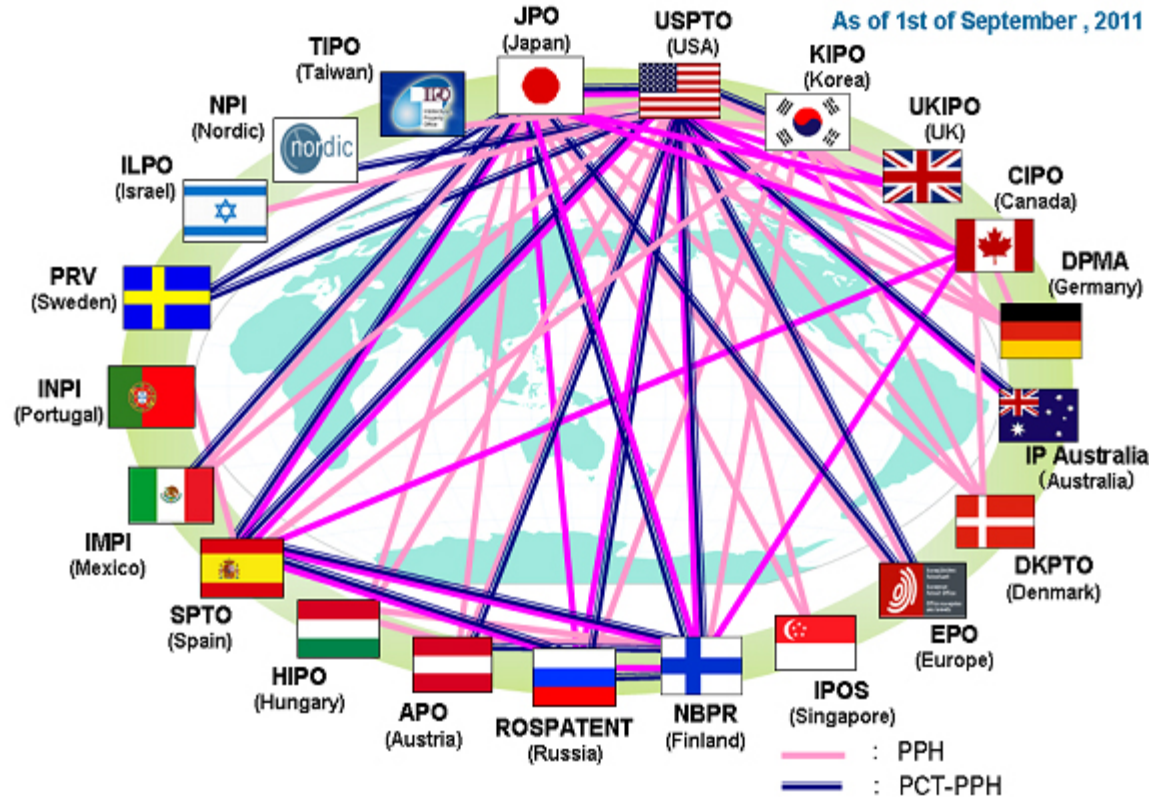 As of 1st of September , 2011
JPO
(Japan)
USPTO
(USA)
KIPO
(Korea)
UKIPO
(UK)
CIPO
(Canada)
DPMA
(Germany)
IP Australia
(Australia)
DKPTO
(Denmark)
EPO
(Europe)
IPOS
(Singapore)
NBPR
(Finland)
ROSPATENT
(Russia)
APO
(Austria)
HIPO
(Hungary)
SPTO
(Spain)
IMPI
(Mexico)
INPI
(Portugal)
PRV
(Sweden)
ILPO
(Israel)
NPI
(Nordic)
nordic
TIPO
(Taiwan)
: PPH
: PCT-PPH